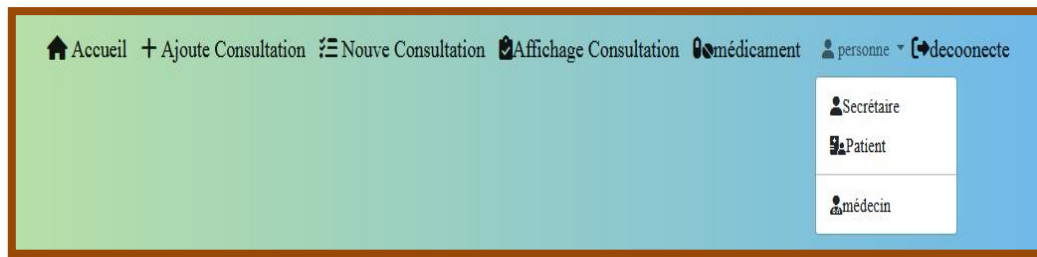 Accueil Ajoute Consultation Nouve Consultation Affichage Consultation médicament personne decoonecte
Secrétaire
Patient
médecin